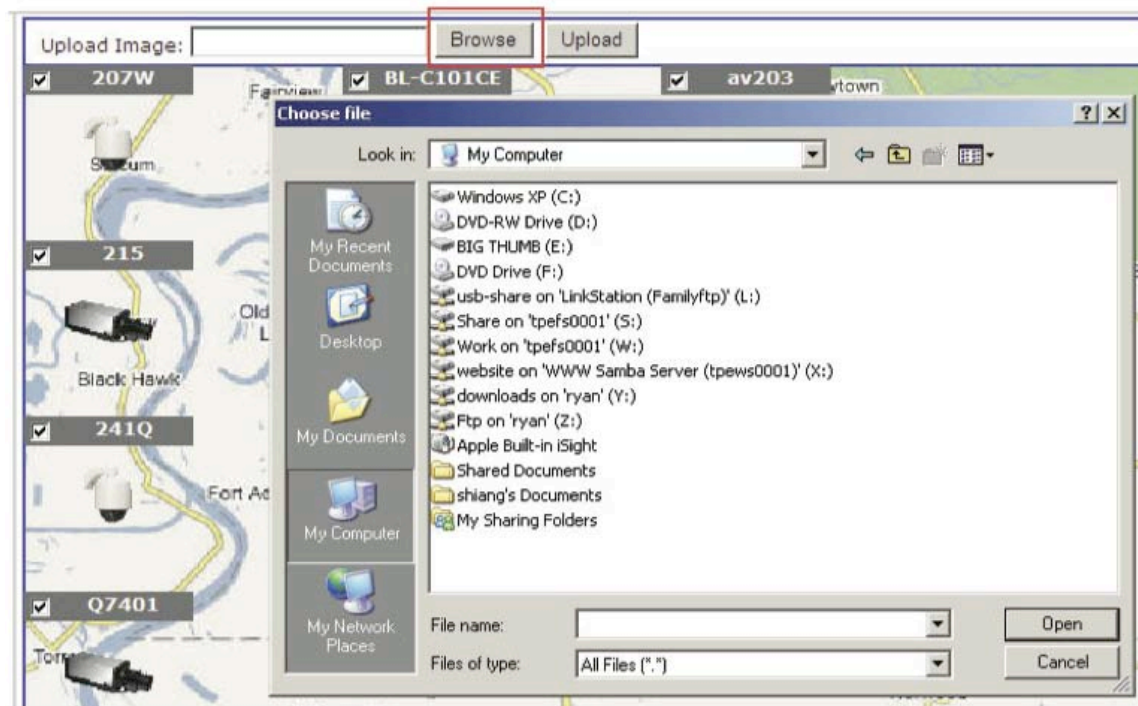 Upload Image: Browse Upload
207W
BL-C101CE
av203
Choose file
Look in: My Computer
My Recent Documents
Desktop
My Documents
My Computer
My Network Places
Windows XP (C:)
DVD-RW Drive (D:)
BIG THUMB (E:)
DVD Drive (F:)
usb-share on 'LinkStation (Familyftp)' (L:)
Share on 'tpefs0001' (S:)
Work on 'tpefs0001' (W:)
website on 'WWW Samba Server (tpews0001)' (X:)
downloads on 'ryan' (Y:)
Ftp on 'ryan' (Z:)
Apple Built-in iSight
Shared Documents
shiang's Documents
My Sharing Folders
File name:
Open
Files of type: All Files (*.*)
Cancel
215
Old
L
Black Hawk
241Q
Fort Ad
Q7401